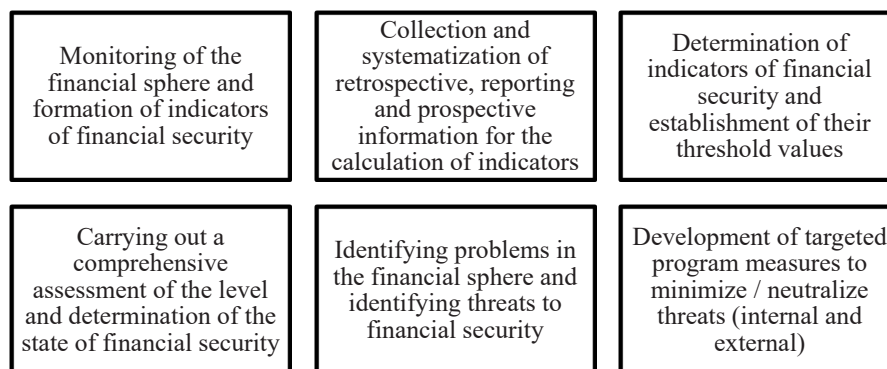 Monitoring of the
financial sphere and
formation of indicators
of financial security
Collection and
systematization of
retrospective, reporting
and prospective
information for the
calculation of indicators
Determination of
indicators of financial
security and
establishment of their
threshold values
Carrying out a
comprehensive
assessment of the level
and determination of the
state of financial security
Identifying problems in
the financial sphere and
identifying threats to
financial security
Development of targeted
program measures to
minimize / neutralize
threats (internal and
external)